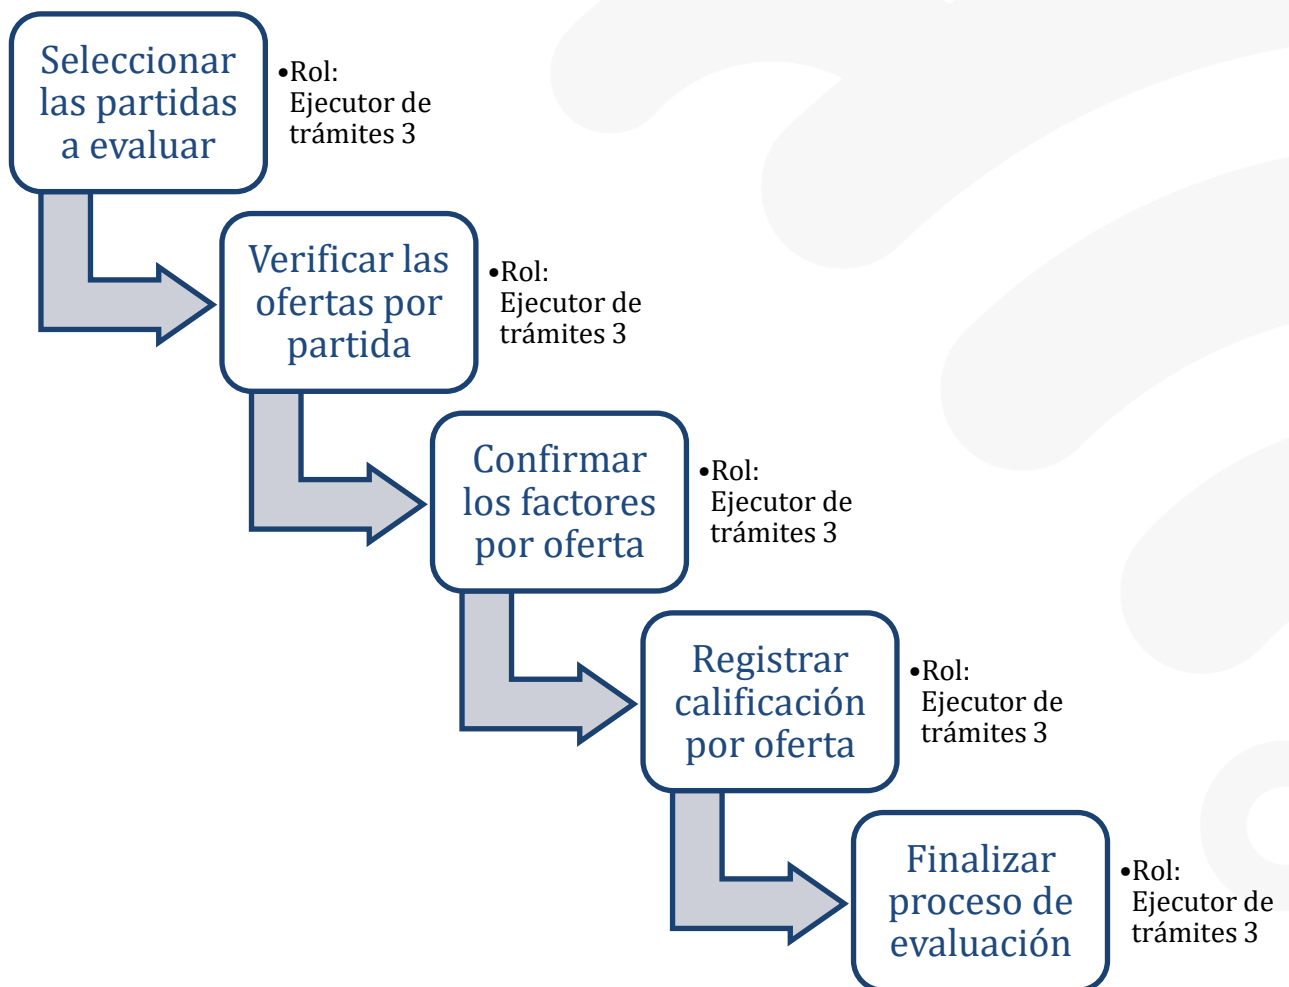 Seleccionar
las partidas
a evaluar
•Rol:
Ejecutor de
trámites 3
Verificar las
ofertas por
partida
•Rol:
Ejecutor de
trámites 3
Confirmar
los factores
por oferta
•Rol:
Ejecutor de
trámites 3
Registrar
calificación
por oferta
•Rol:
Ejecutor de
trámites 3
Finalizar
proceso de
evaluación
•Rol:
Ejecutor de
trámites 3